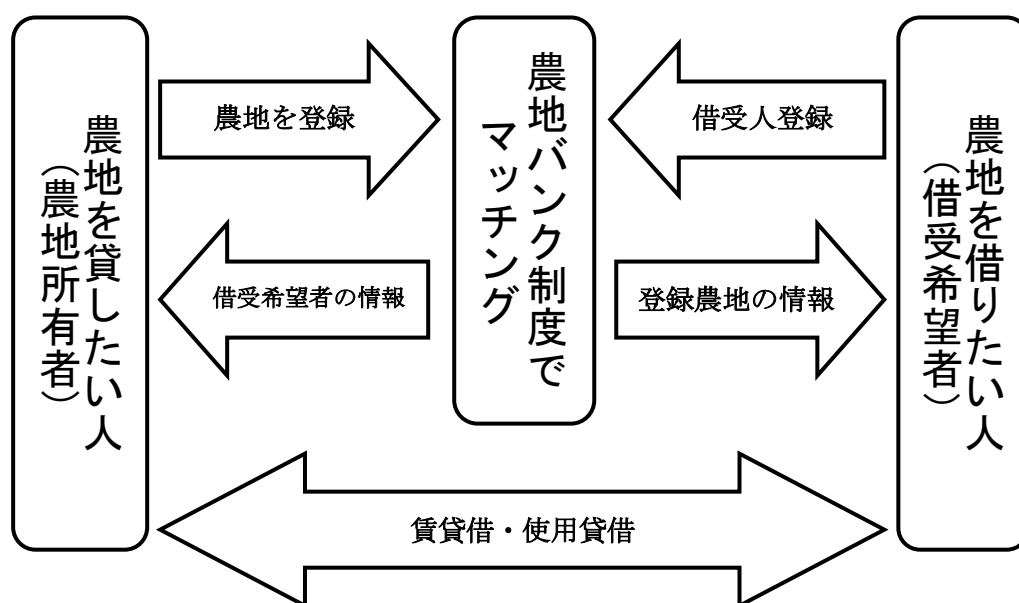 農地を貸したい人
（農地所有者）
農地を登録
借受希望者の情報
農地バンク制度で
マッチング
借受人登録
登録農地の情報
農地を借りたい人
（借受希望者）
賃貸借・使用貸借